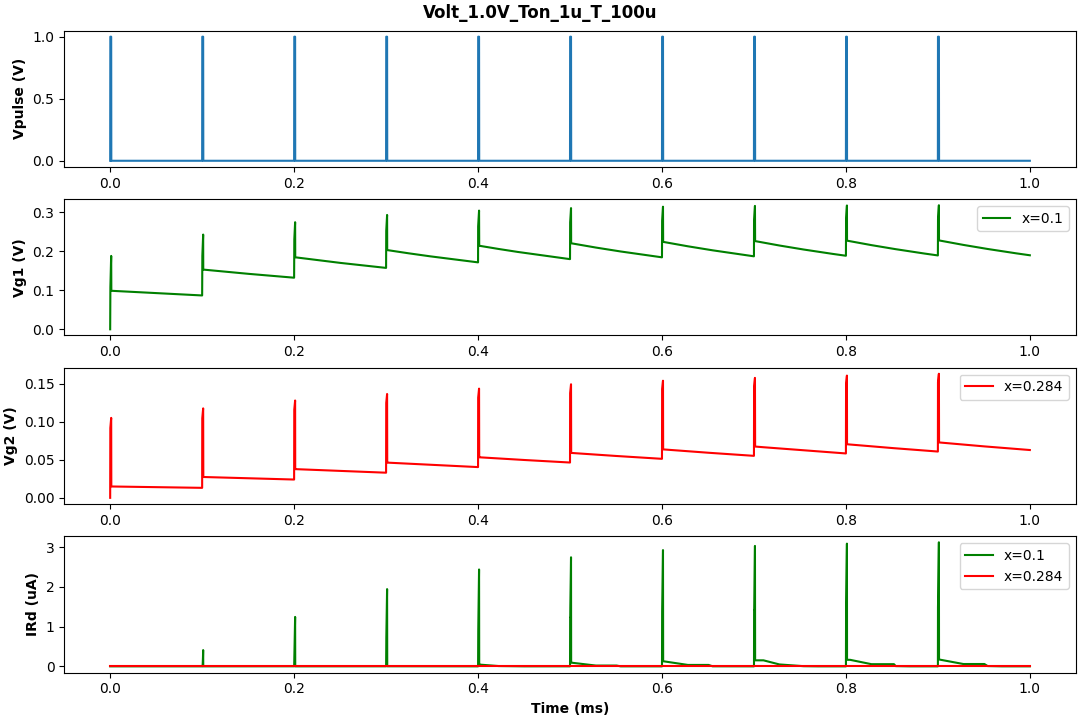 Volt_1.0V_Ton_1u_T_100u
Vpulse (V)
1.0
0.5
0.0
0.0 0.2 0.4 0.6 0.8 1.0
Vg1 (V)
0.3
0.2
0.1
0.0
x=0.1
0.0 0.2 0.4 0.6 0.8 1.0
Vg2 (V)
0.15
0.10
0.05
0.00
x=0.284
0.0 0.2 0.4 0.6 0.8 1.0
IRd (uA)
3
2
1
0
x=0.1
x=0.284
0.0 0.2 0.4 0.6 0.8 1.0
Time (ms)